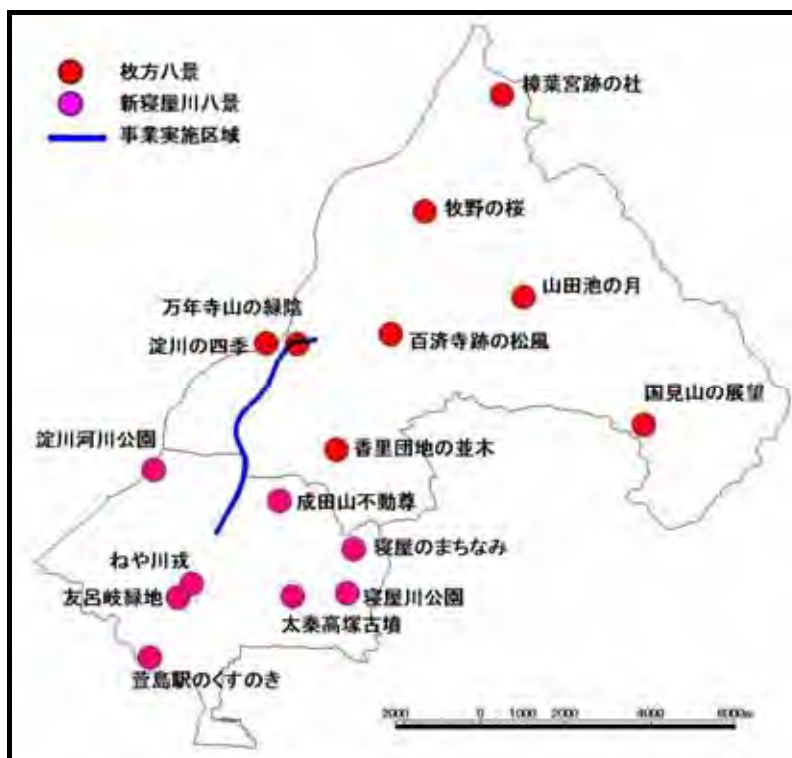 枚方八景
新寝屋川八景
事業実施区域
樟葉宮跡の杜
牧野の桜
山田池の月
万年寺山の緑陰
淀川の四季
百済寺跡の松風
国見山の展望
淀川河川公園
香里団地の並木
成田山不動尊
寝屋のまちなみ
ねや川戎
友呂岐緑地
寝屋川公園
太秦高塚古墳
萱島駅のくすのき
2000 0 1000 2000 4000 6000m